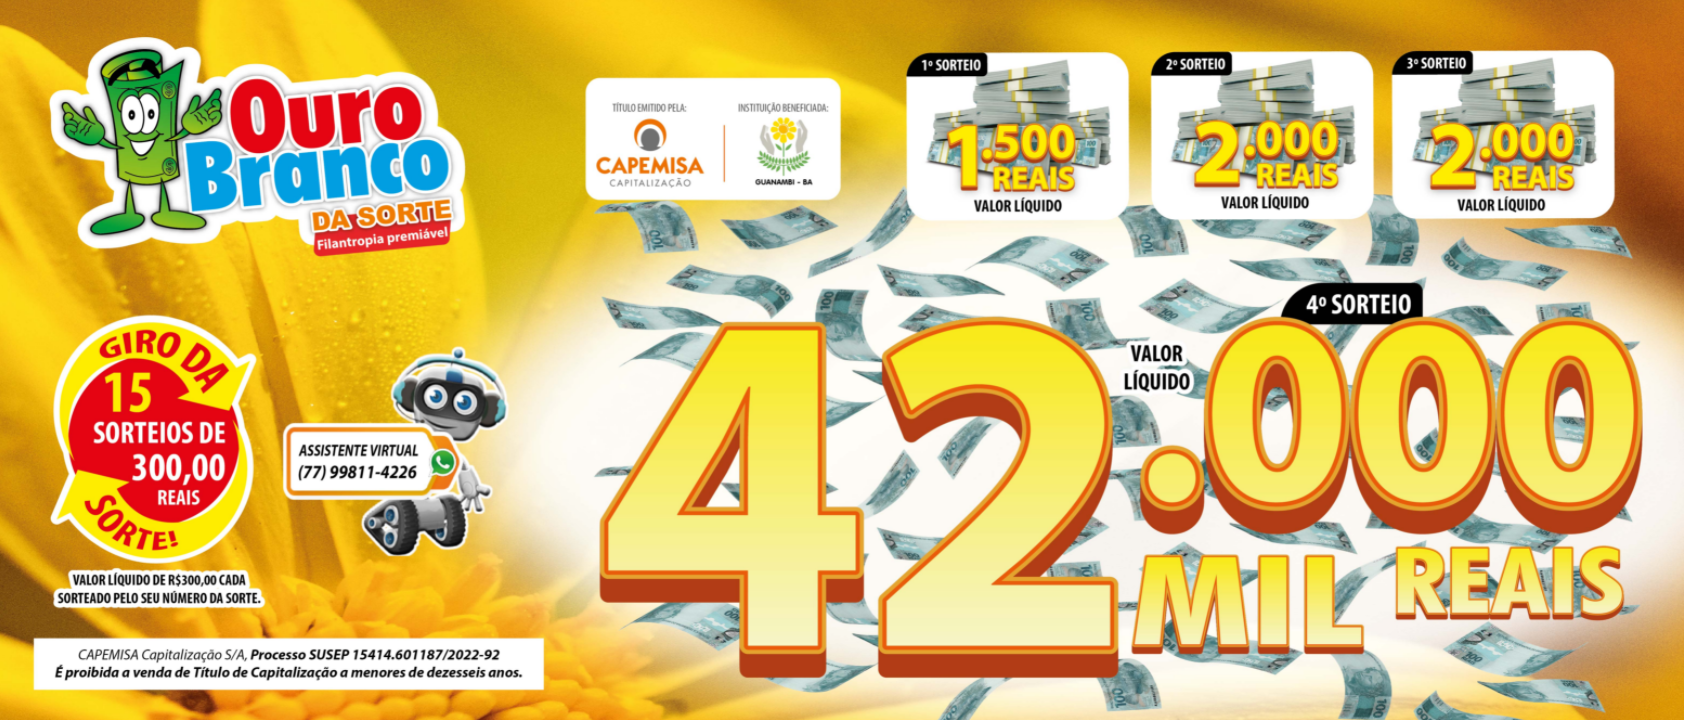 Ouro
Branco
DA SORTE
Filantropia premiável
TÍTULO EMITIDO PELA:
CAPEMISA
CAPITALIZAÇÃO
INSTITUIÇÃO BENEFICIADA:
GUANAMBI - BA
1º SORTEIO
1.500
REAIS
VALOR LÍQUIDO
2º SORTEIO
2.000
REAIS
VALOR LÍQUIDO
3º SORTEIO
2.000
REAIS
VALOR LÍQUIDO
4º SORTEIO
VALOR
LÍQUIDO
42.000
MIL REAIS
GIRO DA
15
SORTEIOS DE
300,00
REAIS
SORTE!
VALOR LÍQUIDO DE R$300,00 CADA
SORTEADO PELO SEU NÚMERO DA SORTE.
ASSISTENTE VIRTUAL
(77) 99811-4226
CAPEMISA Capitalização S/A, Processo SUSEP 15414.601187/2022-92
É proibida a venda de Título de Capitalização a menores de dezesseis anos.